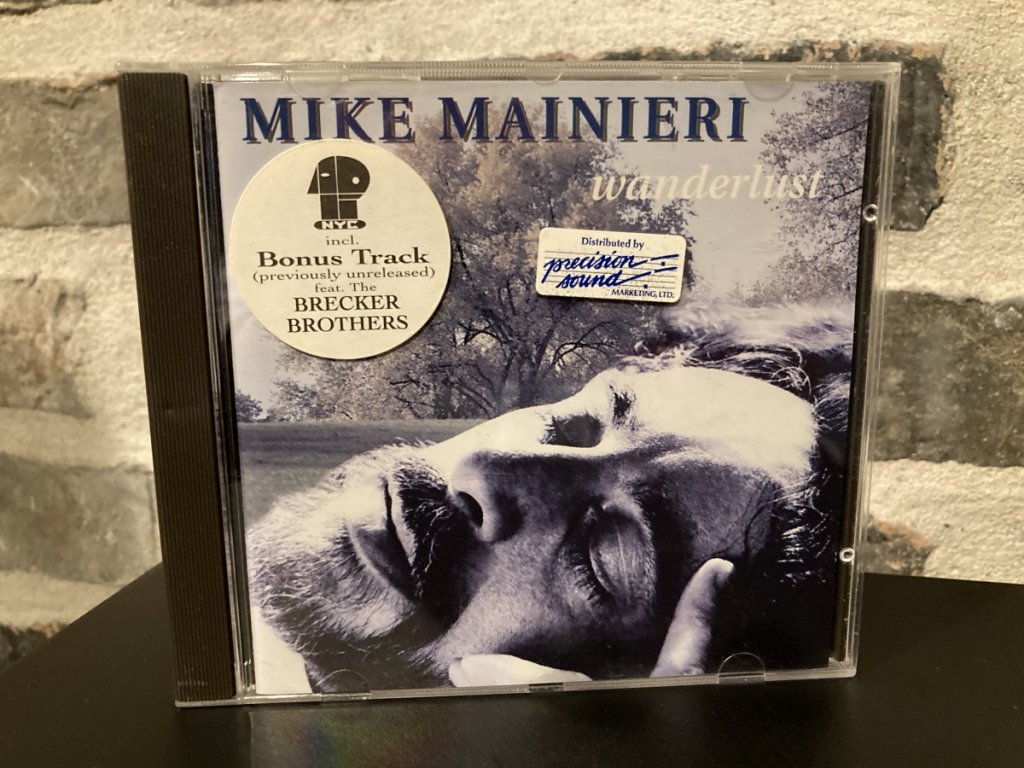 MIKE MAINIERI
wanderlust
NYC
incl.
Bonus Track
(previously unreleased)
feat. The
BRECKER
BROTHERS
Distributed by
precision
sound
MARKETING, LTD.